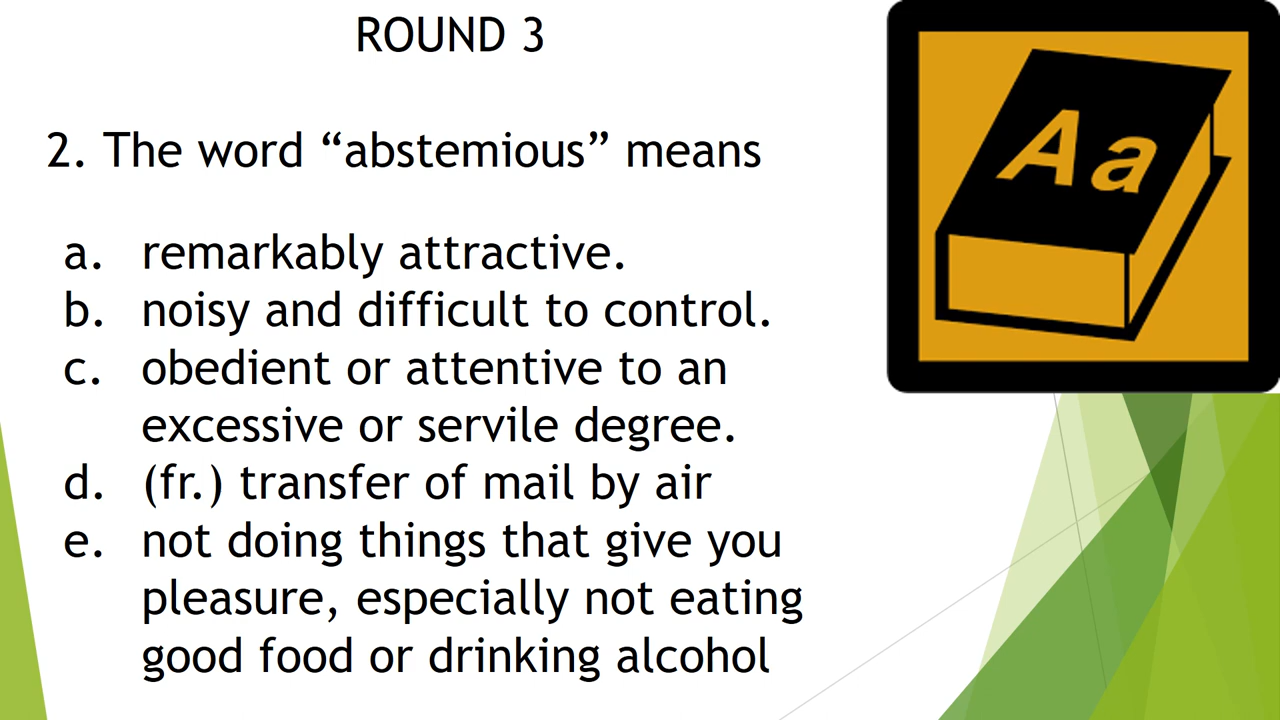 ROUND 3
2. The word “abstemious” means
a. remarkably attractive.
b. noisy and difficult to control.
c. obedient or attentive to an
excessive or servile degree.
d. (fr.) transfer of mail by air
e. not doing things that give you
pleasure, especially not eating
good food or drinking alcohol
Aa